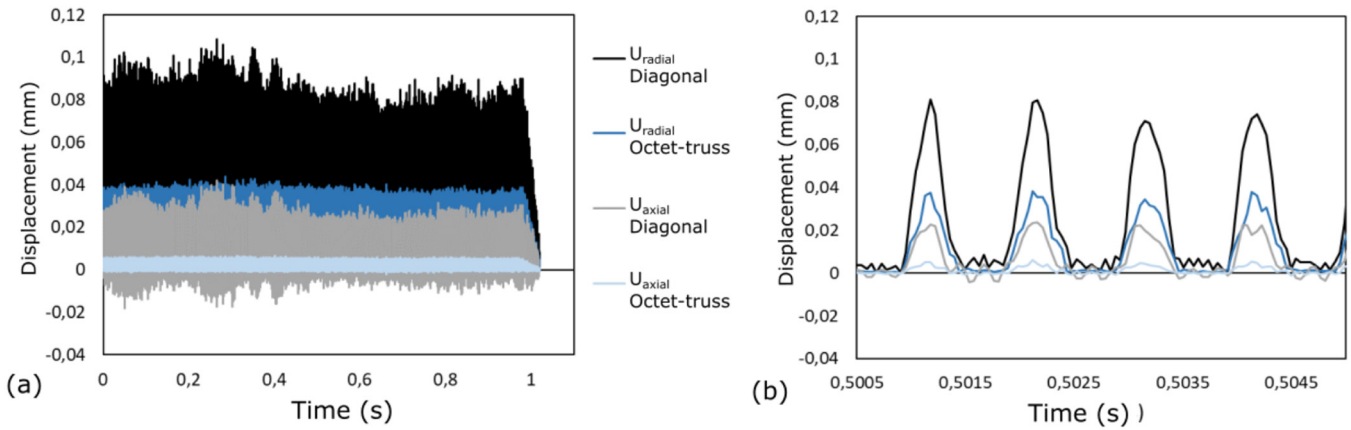 0,12
0,1
0,08
0,06
0,04
0,02
0
-0,02
-0,04
Displacement (mm)
0
0,2
0,4
0,6
0,8
1
Time (s)
(a)
U radial
Diagonal
U radial
Octet-truss
U axial
Diagonal
U axial
Octet-truss
0,12
0,1
0,08
0,06
0,04
0,02
0
-0,02
-0,04
Displacement (mm)
0,5005
0,5015
0,5025
0,5035
0,5045
Time (s) )
(b)